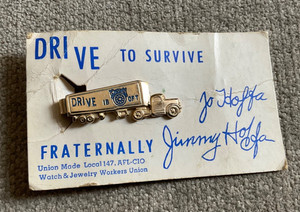 DRIVE TO SURVIVE
DRIVE IB OF T
Jo Hoffa
FRATERNALLY Jimmy Hoffa
Union Made Local 147, AFL-CIO
Watch & Jewelry Workers Union